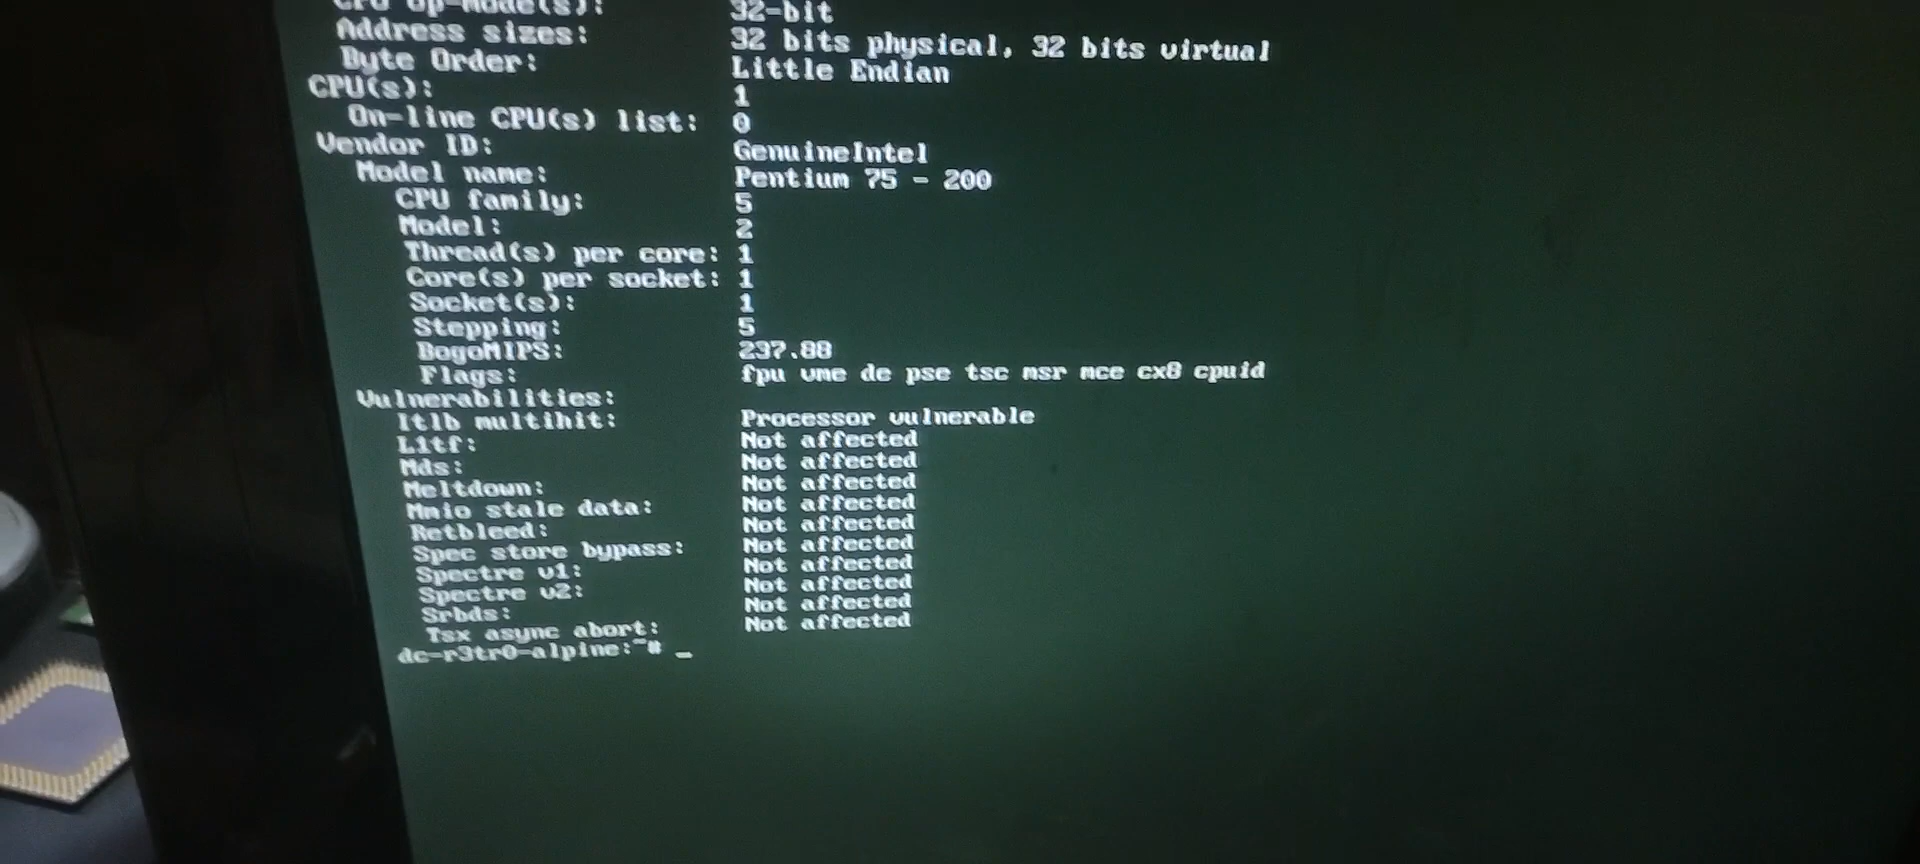 CPU op-mode(s): 32-bit
Address sizes: 32 bits physical, 32 bits virtual
Byte Order: Little Endian
CPU(s): 1
On-line CPU(s) list: 0
Vendor ID: GenuineIntel
Model name: Pentium 75 - 200
CPU family: 5
Model: 2
Thread(s) per core: 1
Core(s) per socket: 1
Socket(s): 1
Stepping: 5
BogoMIPS: 237.88
Flags: fpu vme de pse tsc msr mce cx8 cpuid
Vulnerabilities:
Itlb multihit: Processor vulnerable
L1tf: Not affected
Mds: Not affected
Meltdown: Not affected
Mmio stale data: Not affected
Retbleed: Not affected
Spec store bypass: Not affected
Spectre v1: Not affected
Spectre v2: Not affected
Srbds: Not affected
Tsx async abort: Not affected
dc-r3tr0-alpine:~# _